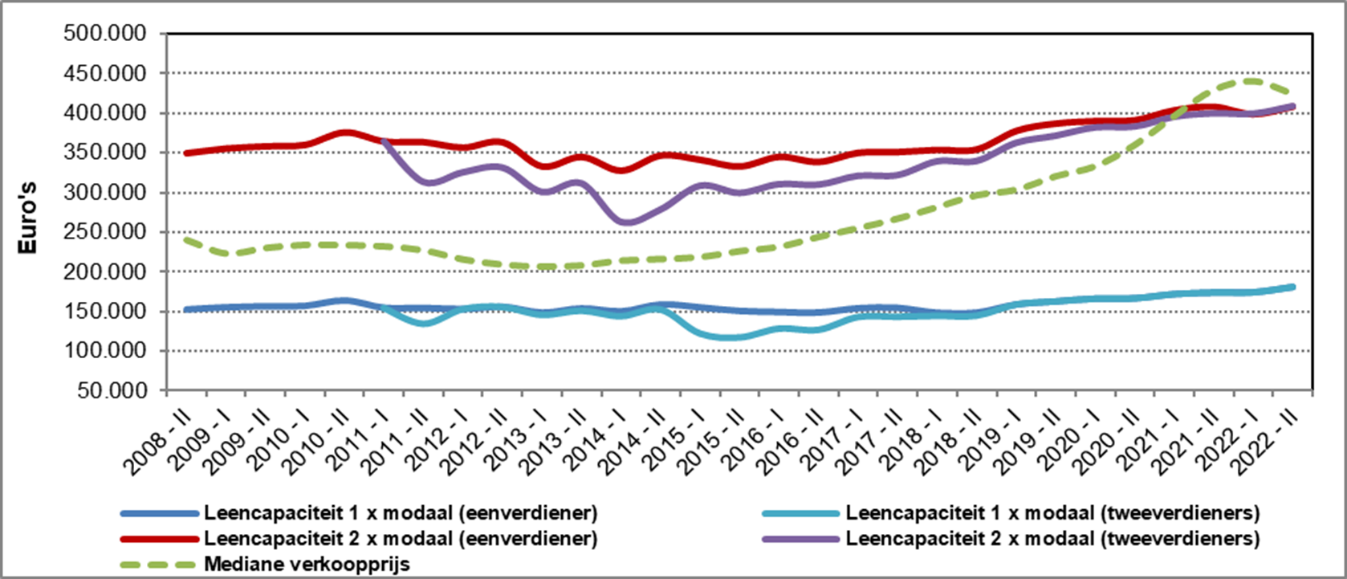 500.000
450.000
400.000
350.000
300.000
250.000
200.000
150.000
100.000
50.000
Euro's
2008 - II
2009 - I
2009 - II
2010 - I
2010 - II
2011 - I
2011 - II
2012 - I
2012 - II
2013 - I
2013 - II
2014 - I
2014 - II
2015 - I
2015 - II
2016 - I
2016 - II
2017 - I
2017 - II
2018 - I
2018 - II
2019 - I
2019 - II
2020 - I
2020 - II
2021 - I
2021 - II
2022 - I
2022 - II
Leencapaciteit 1 x modaal (eenverdiener)
Leencapaciteit 1 x modaal (tweeverdieners)
Leencapaciteit 2 x modaal (eenverdiener)
Leencapaciteit 2 x modaal (tweeverdieners)
Mediane verkoopprijs